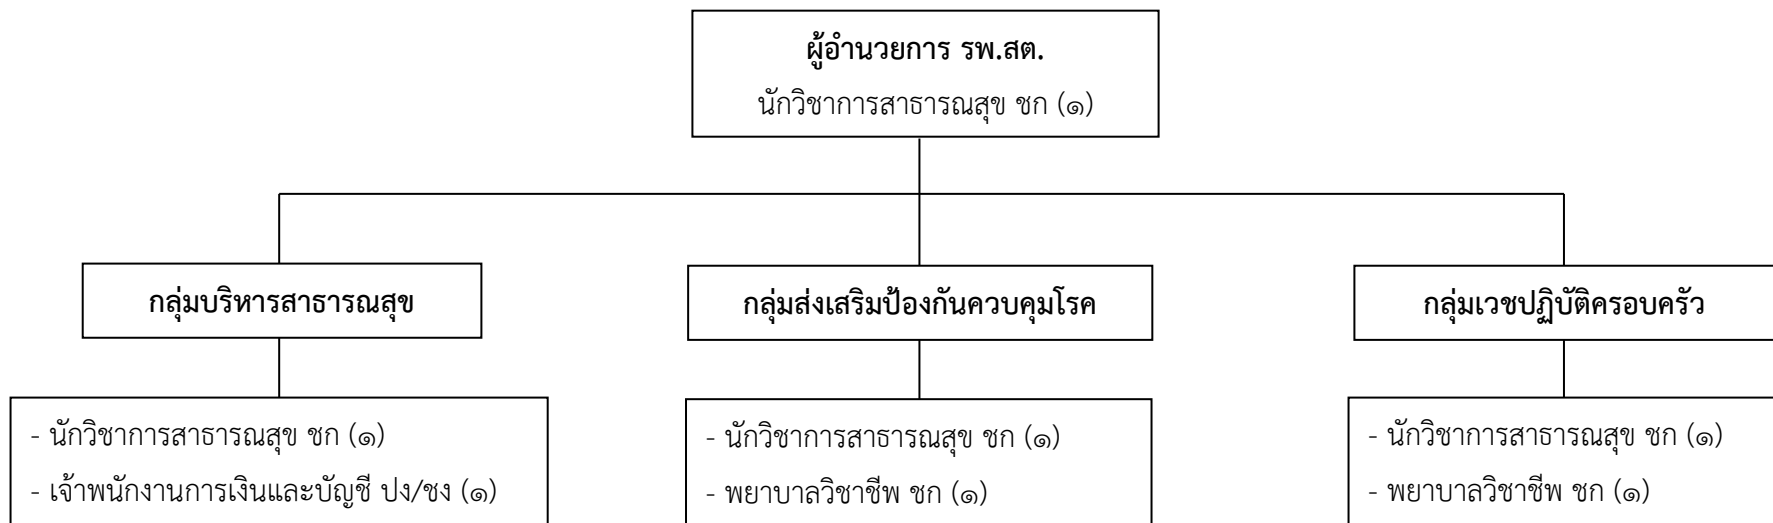 ผู้อำนวยการ รพ.สต.
นักวิชาการสาธารณสุข ชก (๑)
กลุ่มบริหารสาธารณสุข
กลุ่มส่งเสริมป้องกันควบคุมโรค
กลุ่มเวชปฏิบัติครอบครัว
- นักวิชาการสาธารณสุข ชก (๑)
- เจ้าพนักงานการเงินและบัญชี ปง/ชง (๑)
- นักวิชาการสาธารณสุข ชก (๑)
- พยาบาลวิชาชีพ ชก (๑)
- นักวิชาการสาธารณสุข ชก (๑)
- พยาบาลวิชาชีพ ชก (๑)